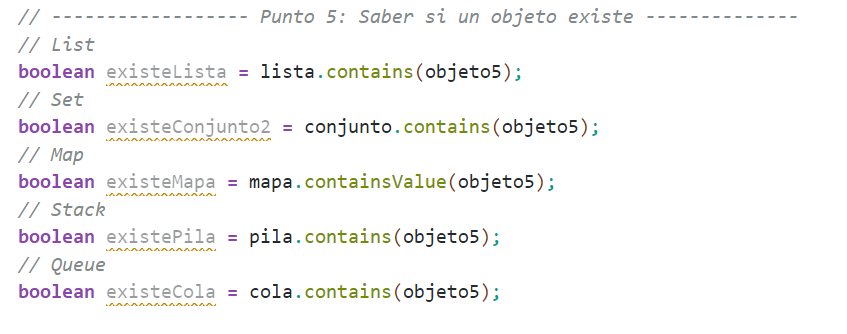 // ------------------ Punto 5: Saber si un objeto existe --------------
// List
boolean existeLista = lista.contains(objeto5);
// Set
boolean existeConjunto2 = conjunto.contains(objeto5);
// Map
boolean existeMapa = mapa.containsValue(objeto5);
// Stack
boolean existePila = pila.contains(objeto5);
// Queue
boolean existeCola = cola.contains(objeto5);